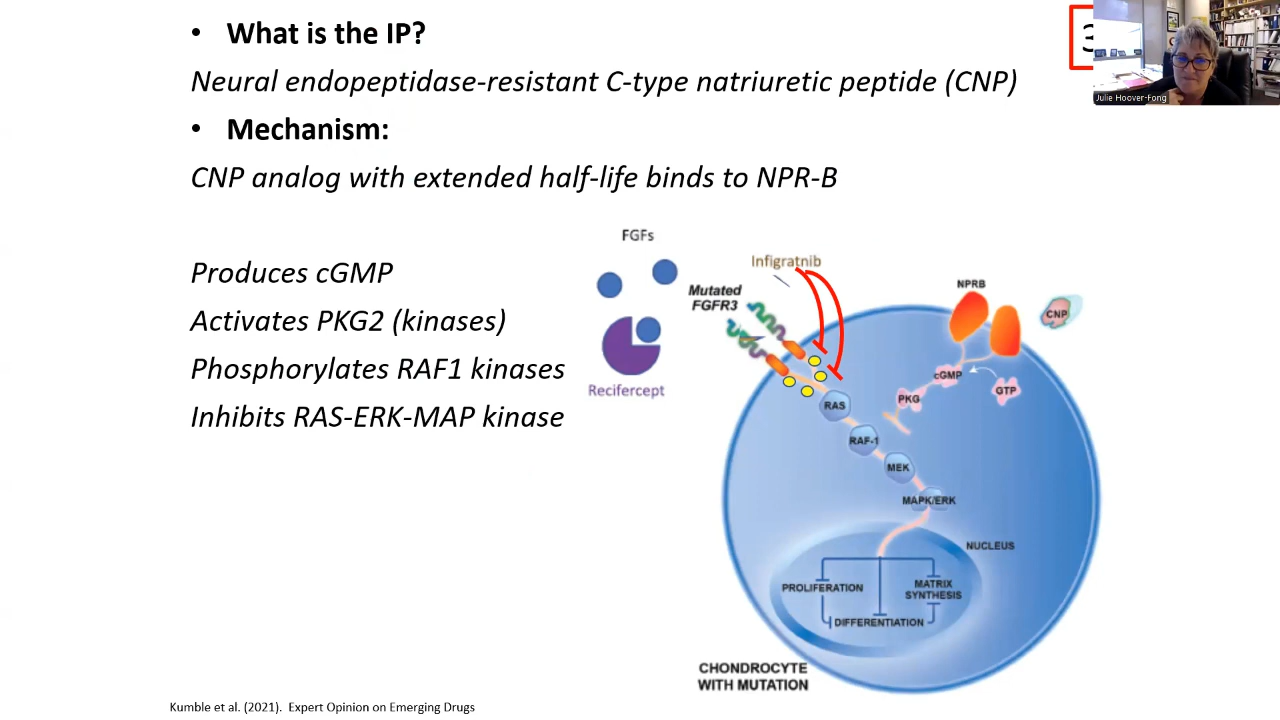 • What is the IP?
Neural endopeptidase-resistant C-type natriuretic peptide (CNP)
• Mechanism:
CNP analog with extended half-life binds to NPR-B
Produces cGMP
Activates PKG2 (kinases)
Phosphorylates RAF1 kinases
Inhibits RAS-ERK-MAP kinase
FGFs
Recifercept
Infigratnib
Mutated
FGFR3
NPRB
CNP
cGMP
GTP
PKG
RAS
RAF-1
MEK
MAPK/ERK
NUCLEUS
PROLIFERATION
MATRIX
SYNTHESIS
DIFFERENTIATION
CHONDROCYTE
WITH MUTATION
Kumble et al. (2021). Expert Opinion on Emerging Drugs
Julie Hoover-Fong